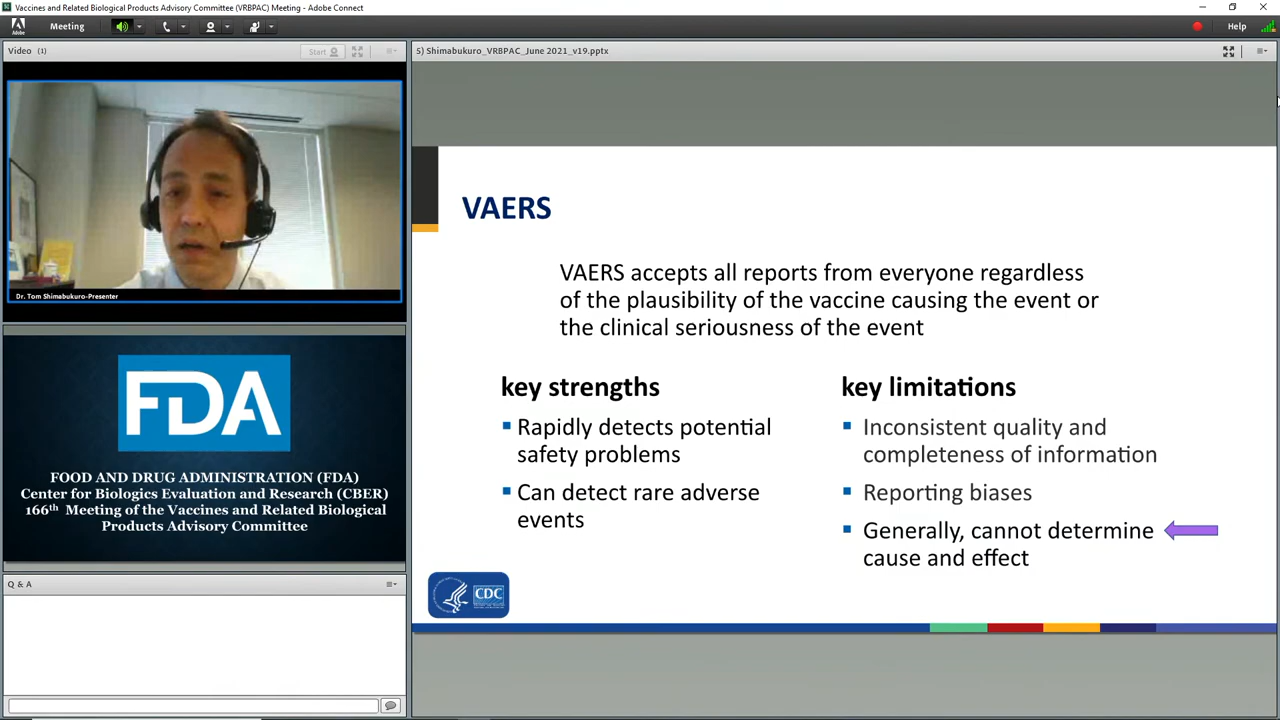 Vaccines and Related Biological Products Advisory Committee (VRBPAC) Meeting - Adobe Connect
Meeting
Help
Video (1)
Start
Dr. Tom Shimabukuro-Presenter
FDA
FOOD AND DRUG ADMINISTRATION (FDA)
Center for Biologics Evaluation and Research (CBER)
166th Meeting of the Vaccines and Related Biological
Products Advisory Committee
Q & A
5) Shimabukuro_VRBPAC_June 2021_v19.pptx
VAERS
VAERS accepts all reports from everyone regardless
of the plausibility of the vaccine causing the event or
the clinical seriousness of the event
key strengths
▪ Rapidly detects potential
safety problems
▪ Can detect rare adverse
events
key limitations
▪ Inconsistent quality and
completeness of information
▪ Reporting biases
▪ Generally, cannot determine
cause and effect
CDC